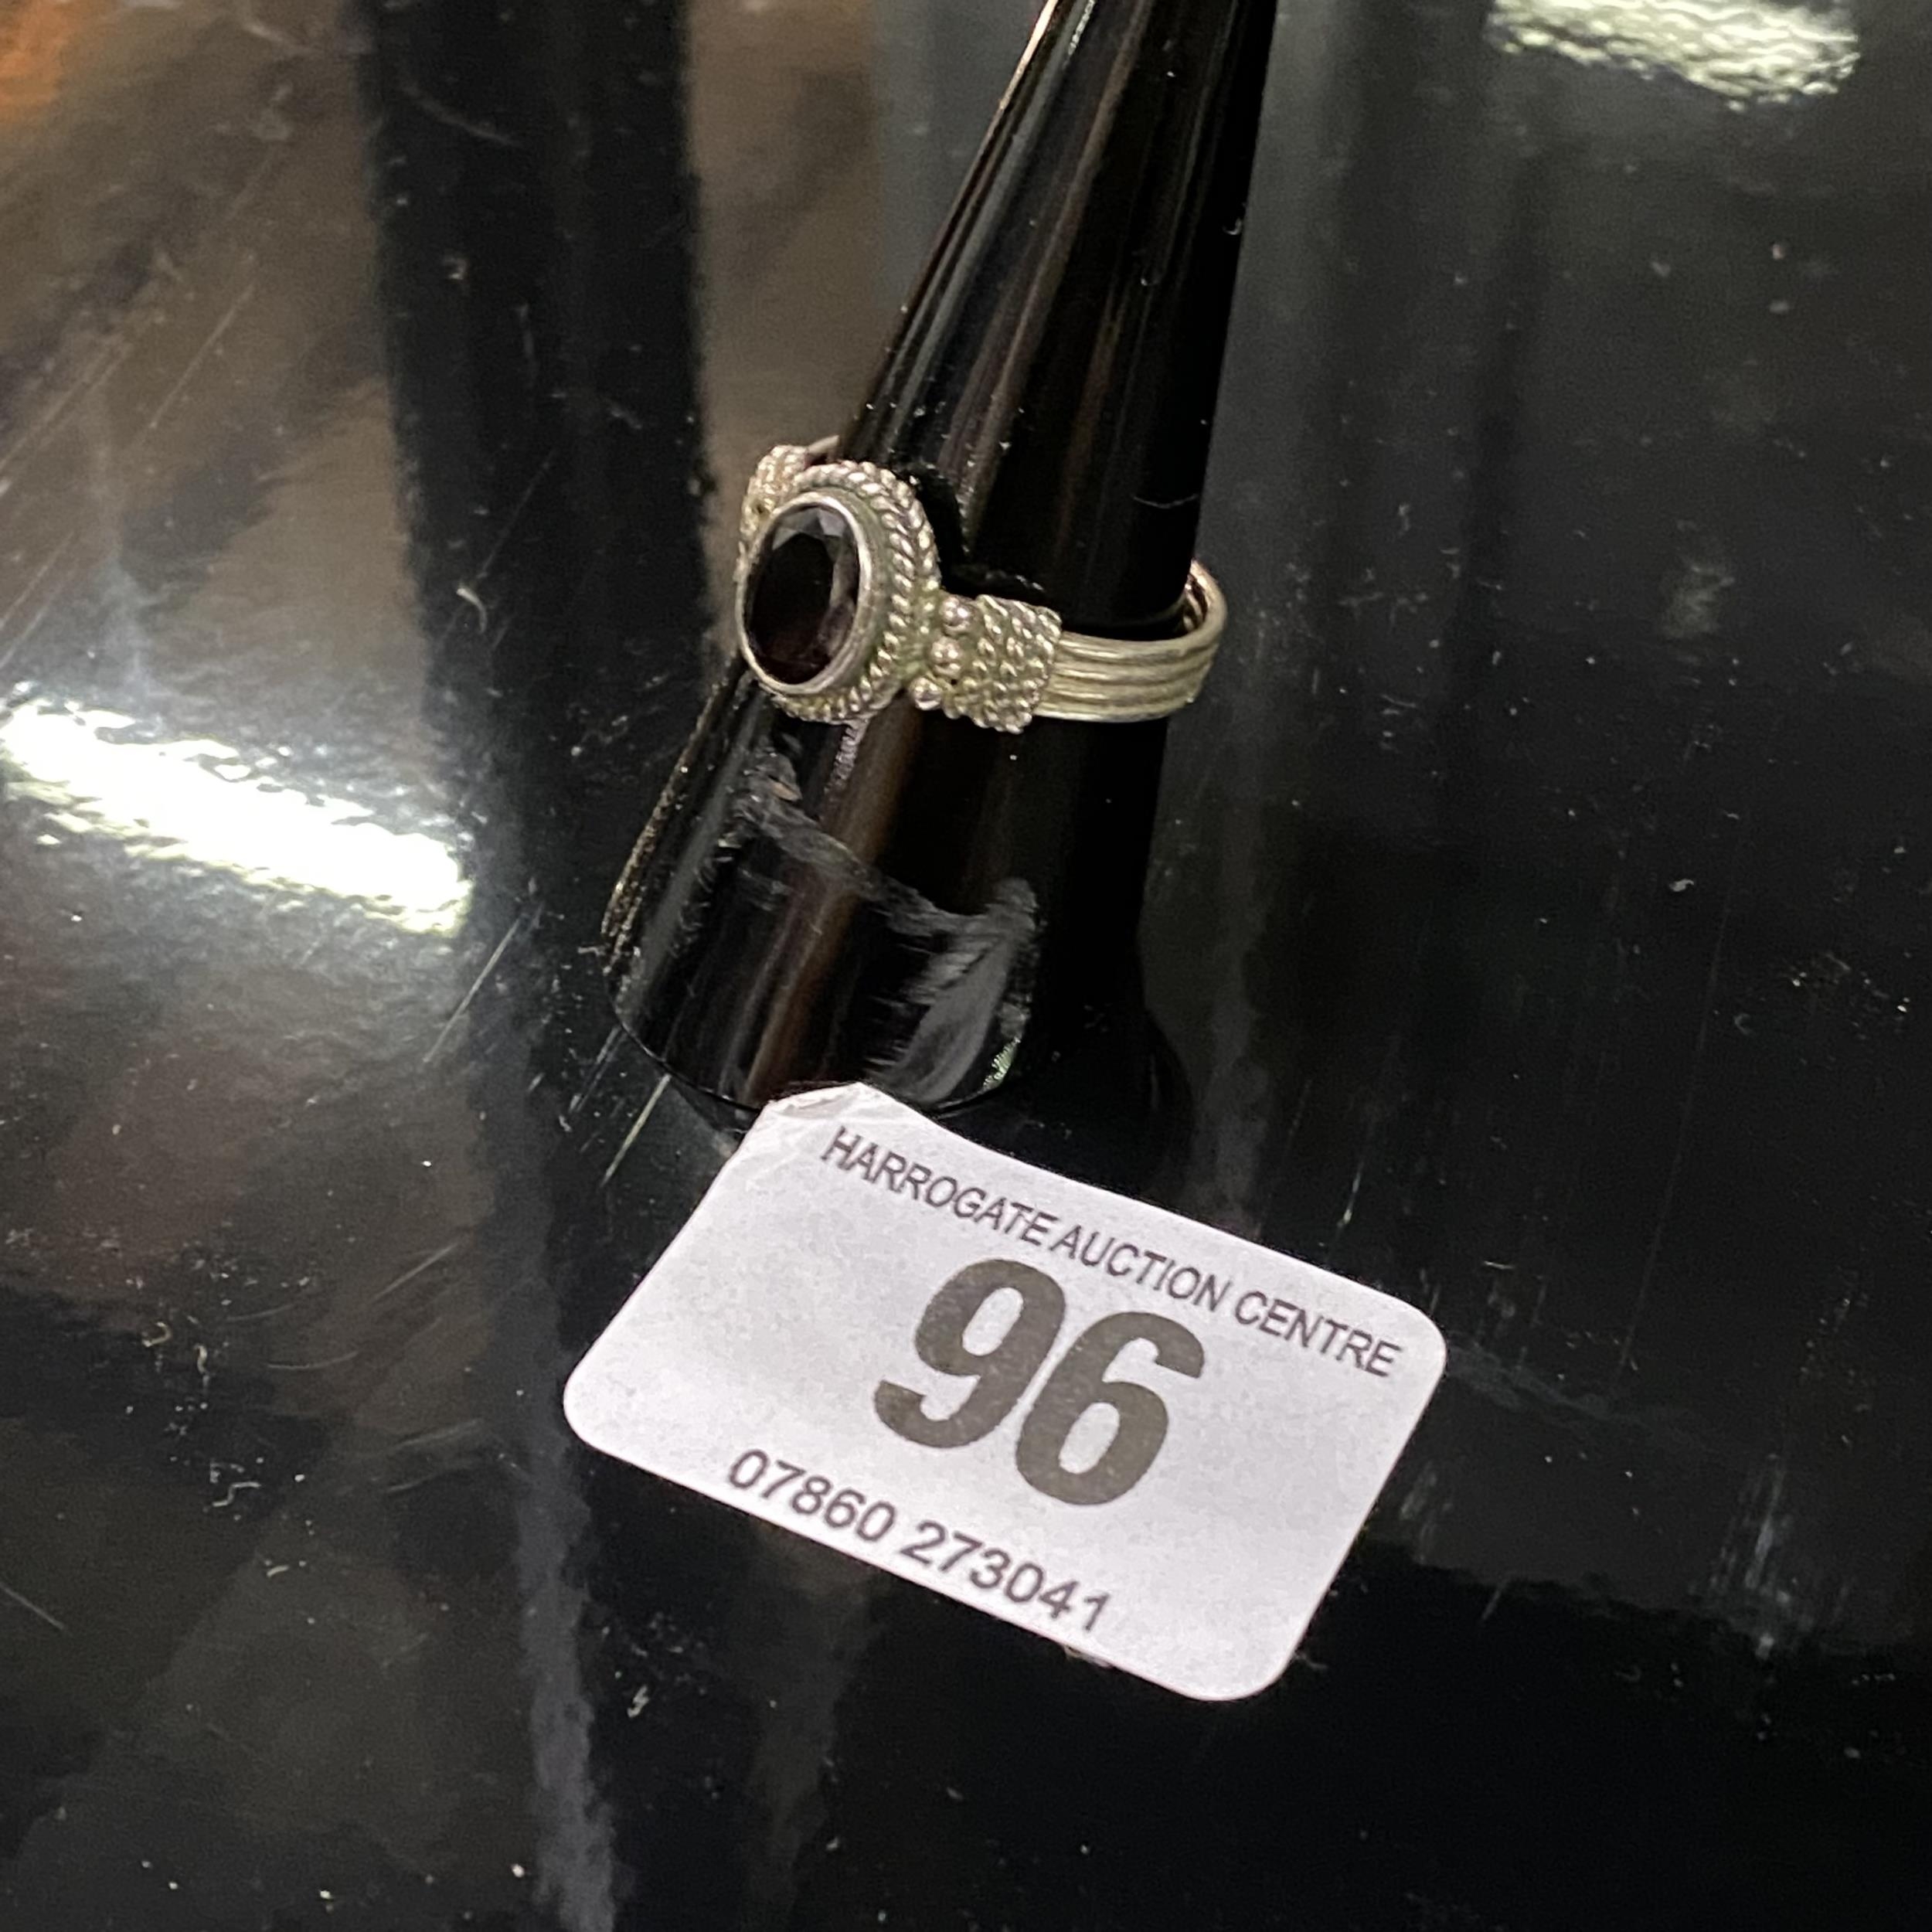 HARROGATE AUCTION CENTRE
96
07860 273041